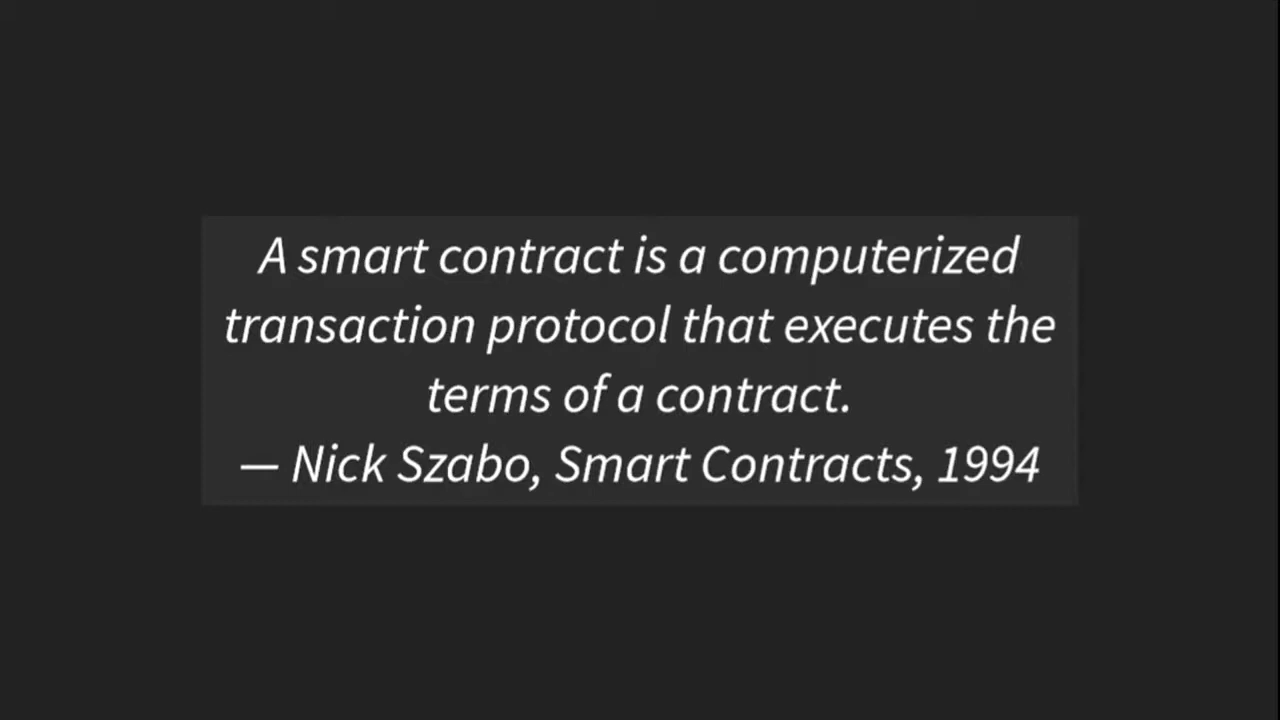 A smart contract is a computerized
transaction protocol that executes the
terms of a contract.
— Nick Szabo, Smart Contracts, 1994